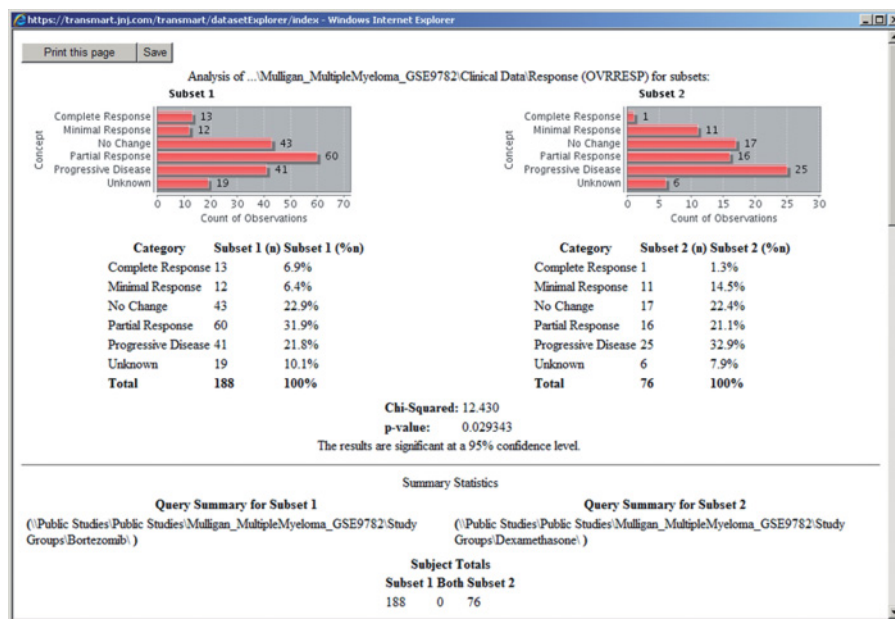 https://transmart.jnj.com/transmart/datasetExplorer/index - Windows Internet Explorer
Print this page Save
Analysis of ...\Mulligan_MultipleMyeloma_GSE9782\Clinical Data\Response (OVRRESP) for subsets:
Subset 1
Concept
Complete Response 13
Minimal Response 12
No Change 43
Partial Response 60
Progressive Disease 41
Unknown 19
0 10 20 30 40 50 60 70
Count of Observations
Subset 2
Concept
Complete Response 1
Minimal Response 11
No Change 17
Partial Response 16
Progressive Disease 25
Unknown 6
0 5 10 15 20 25 30
Count of Observations
Category Subset 1 (n) Subset 1 (%n)
Complete Response 13 6.9%
Minimal Response 12 6.4%
No Change 43 22.9%
Partial Response 60 31.9%
Progressive Disease 41 21.8%
Unknown 19 10.1%
Total 188 100%
Category Subset 2 (n) Subset 2 (%n)
Complete Response 1 1.3%
Minimal Response 11 14.5%
No Change 17 22.4%
Partial Response 16 21.1%
Progressive Disease 25 32.9%
Unknown 6 7.9%
Total 76 100%
Chi-Squared: 12.430
p-value: 0.029343
The results are significant at a 95% confidence level.
Summary Statistics
Query Summary for Subset 1
(\\Public Studies\Public Studies\Mulligan_MultipleMyeloma_GSE9782\Study
Groups\Bortezomib\ )
Query Summary for Subset 2
(\\Public Studies\Public Studies\Mulligan_MultipleMyeloma_GSE9782\Study
Groups\Dexamethasone\ )
Subject Totals
Subset 1 Both Subset 2
188 0 76